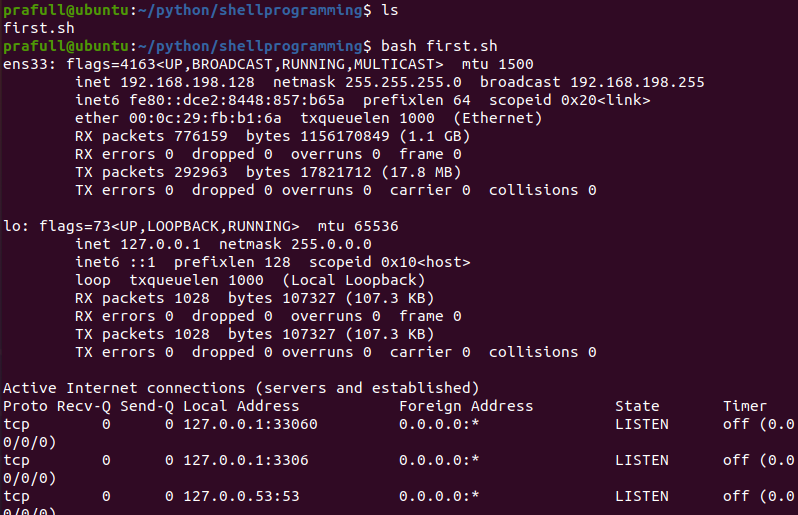 prafull@ubuntu:~/python/shellprogramming$ ls
first.sh
prafull@ubuntu:~/python/shellprogramming$ bash first.sh
ens33: flags=4163<UP,BROADCAST,RUNNING,MULTICAST>  mtu 1500
        inet 192.168.198.128  netmask 255.255.255.0  broadcast 192.168.198.255
        inet6 fe80::dce2:8448:857:b65a  prefixlen 64  scopeid 0x20<link>
        ether 00:0c:29:fb:b1:6a  txqueuelen 1000  (Ethernet)
        RX packets 776159  bytes 1156170849 (1.1 GB)
        RX errors 0  dropped 0  overruns 0  frame 0
        TX packets 292963  bytes 17821712 (17.8 MB)
        TX errors 0  dropped 0 overruns 0  carrier 0  collisions 0

lo: flags=73<UP,LOOPBACK,RUNNING>  mtu 65536
        inet 127.0.0.1  netmask 255.0.0.0
        inet6 ::1  prefixlen 128  scopeid 0x10<host>
        loop  txqueuelen 1000  (Local Loopback)
        RX packets 1028  bytes 107327 (107.3 KB)
        RX errors 0  dropped 0  overruns 0  frame 0
        TX packets 1028  bytes 107327 (107.3 KB)
        TX errors 0  dropped 0 overruns 0  carrier 0  collisions 0

Active Internet connections (servers and established)
Proto Recv-Q Send-Q Local Address           Foreign Address         State       Timer
tcp        0      0 127.0.0.1:33060         0.0.0.0:*               LISTEN      off (0.0
0/0/0)
tcp        0      0 127.0.0.1:3306          0.0.0.0:*               LISTEN      off (0.0
0/0/0)
tcp        0      0 127.0.0.53:53           0.0.0.0:*               LISTEN      off (0.0
0/0/0)